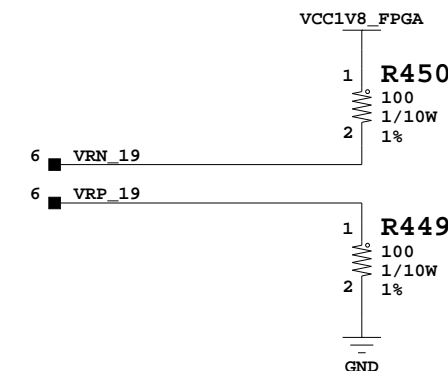 VCC1V8_FPGA
1 R450
100
1/10W
2 1%
6 VRN_19
6 VRP_19
1 R449
100
1/10W
2 1%
GND